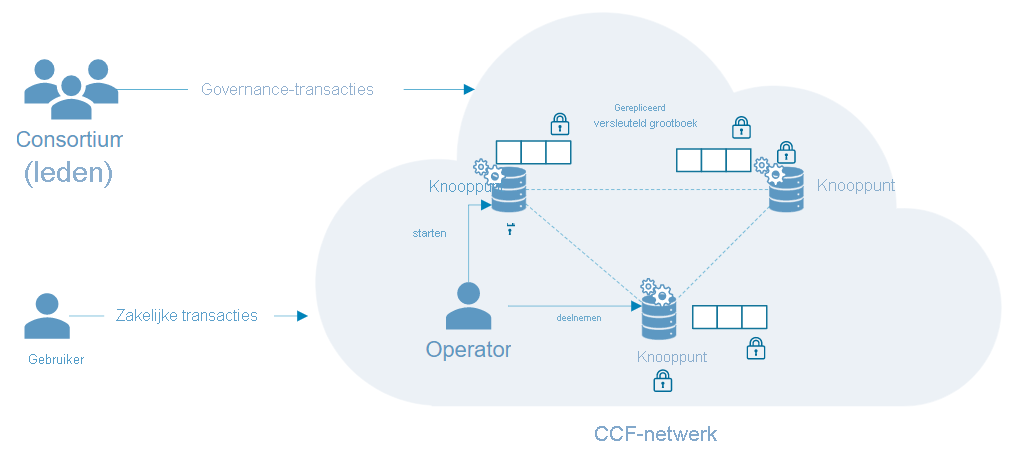 Governance-transacties
Consortium
(leden)
Gerepliceerd
versleuteld grootboek
Knooppunt
Knooppunt
starten
Zakelijke transacties
Gebruiker
Operator
deelnemen
Knooppunt
CCF-netwerk